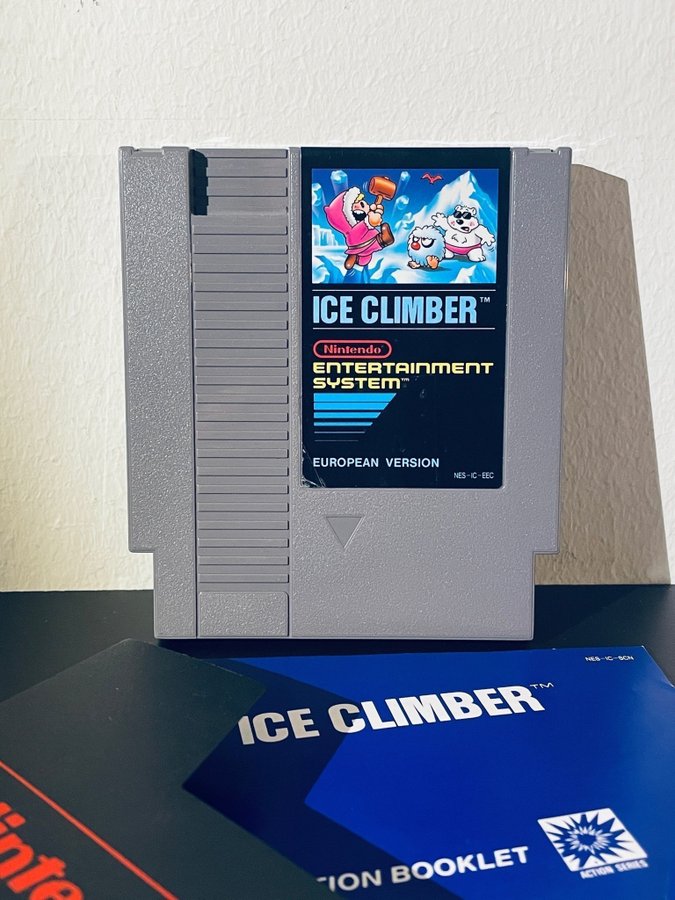 ICE CLIMBER™
Nintendo®
ENTERTAINMENT
SYSTEM™
EUROPEAN VERSION
NES-IC-EEC
NES-IC-SCN
ICE CLIMBER™
TION BOOKLET
ACTION SERIES
Ninte